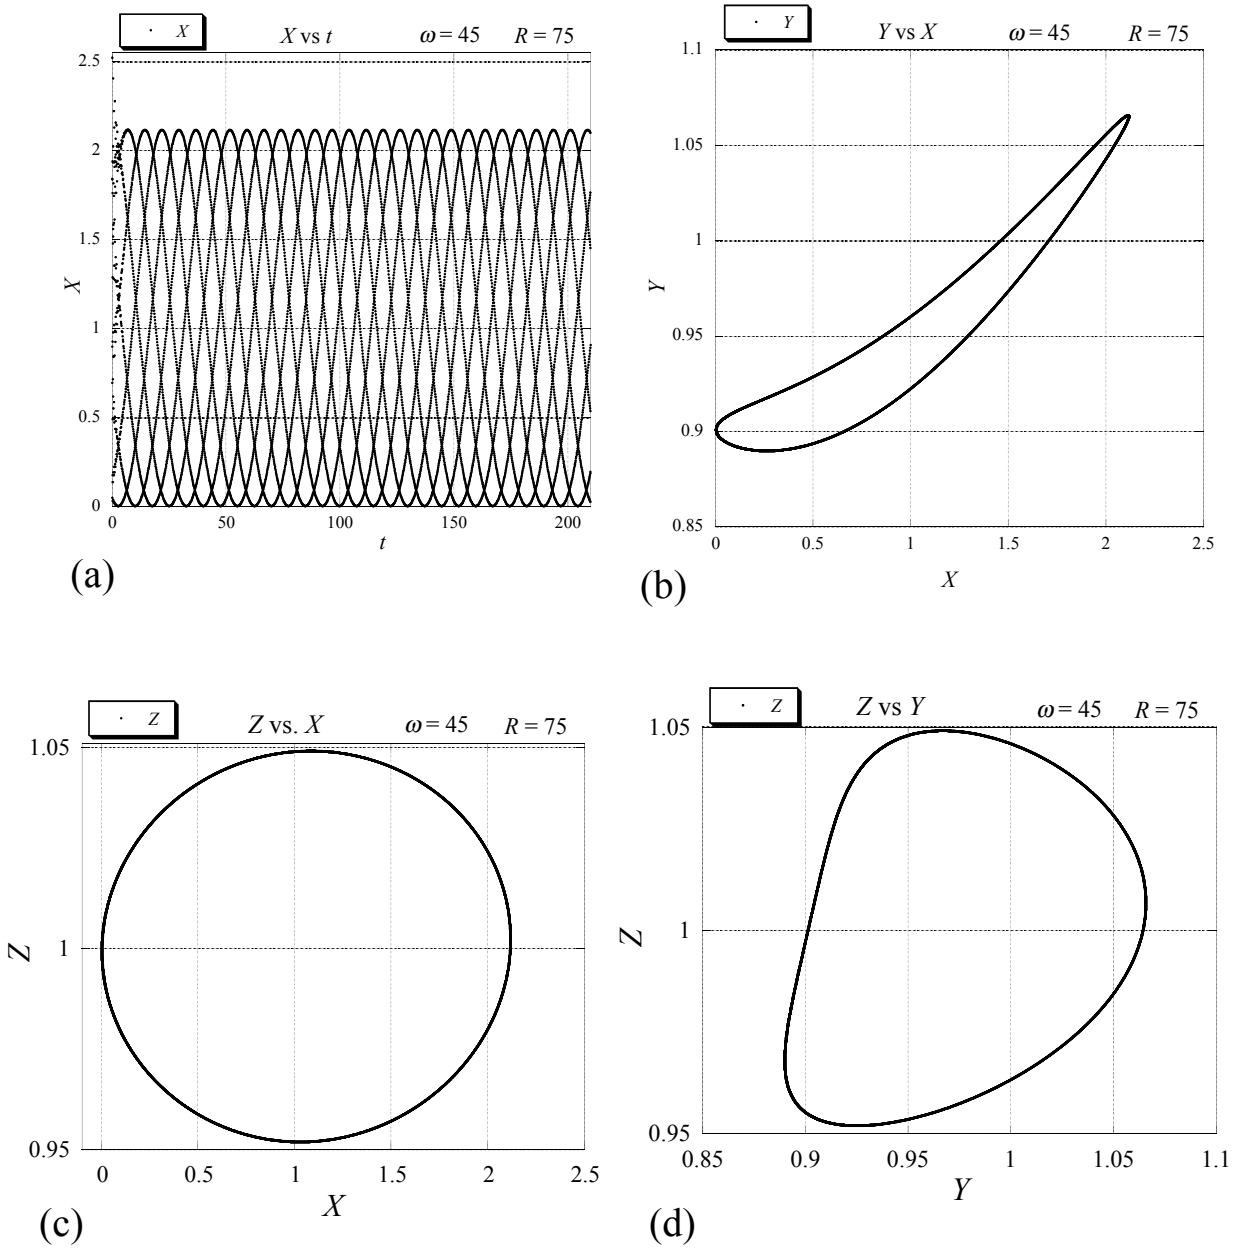 X
X vs t
ω = 45
R = 75
2.5
2
1.5
1
0.5
0
X
0
50
100
150
200
t
(a)
Y
Y vs X
ω = 45
R = 75
1.1
1.05
1
0.95
0.9
0.85
Y
0
0.5
1
1.5
2
2.5
X
(b)
Z
Z vs. X
ω = 45
R = 75
1.05
1
0.95
Z
0
0.5
1
1.5
2
2.5
X
(c)
Z
Z vs Y
ω = 45
R = 75
1.05
1
0.95
Z
0.85
0.9
0.95
1
1.05
1.1
Y
(d)